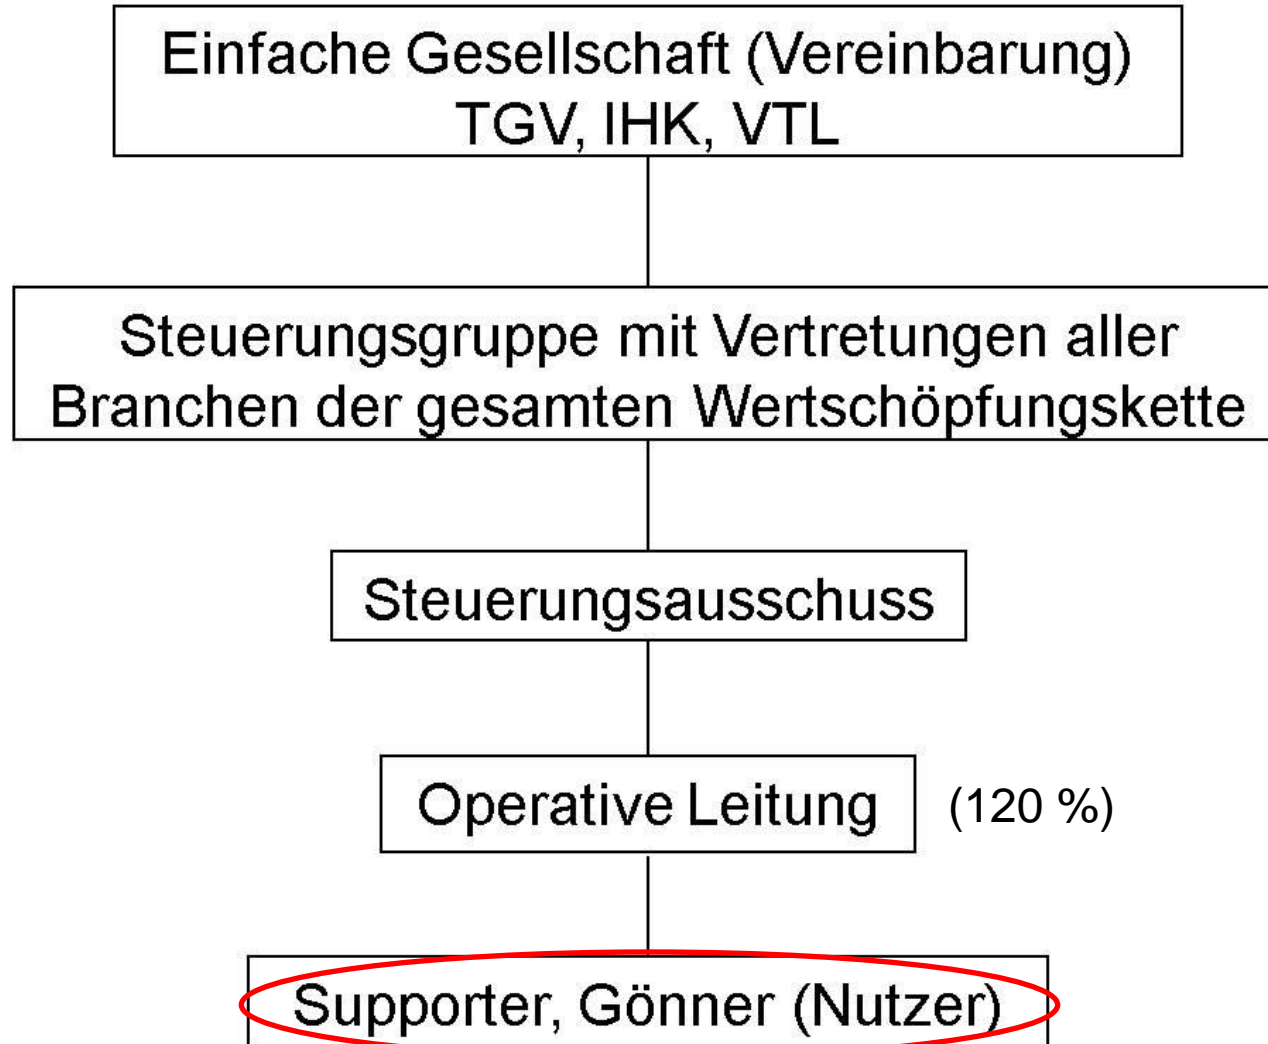 Einfache Gesellschaft (Vereinbarung)
TGV, IHK, VTL
Steuerungsgruppe mit Vertretungen aller
Branchen der gesamten Wertschöpfungskette
Steuerungsausschuss
Operative Leitung (120 %)
Supporter, Gönner (Nutzer)